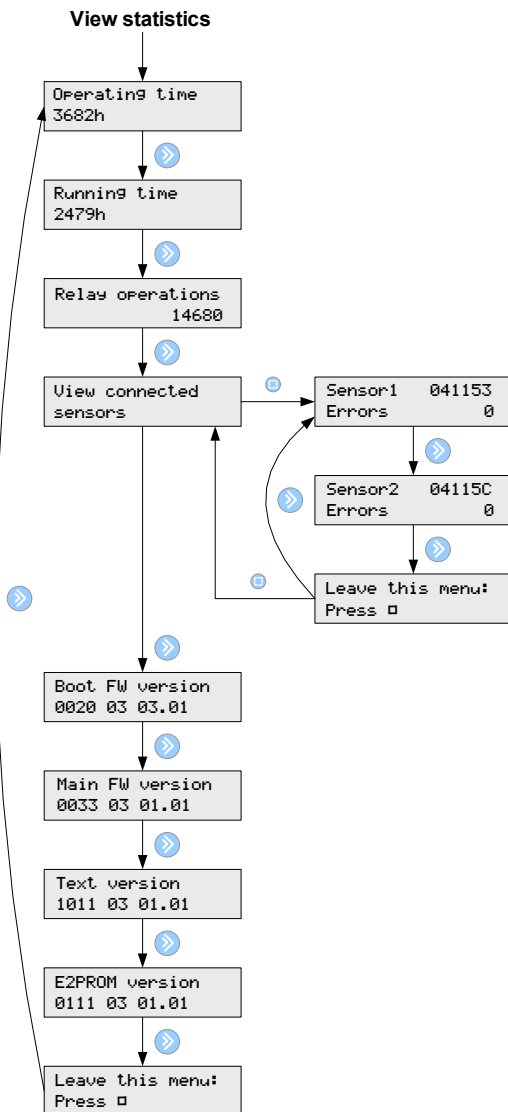 View statistics
Operating time
3682h
Running time
2479h
Relay operations
14680
View connected
sensors
Sensor1 041153
Errors 0
Sensor2 04115C
Errors 0
Leave this menu:
Press □
Boot FW version
0020 03 03.01
Main FW version
0033 03 01.01
Text version
1011 03 01.01
E2PROM version
0111 03 01.01
Leave this menu:
Press □